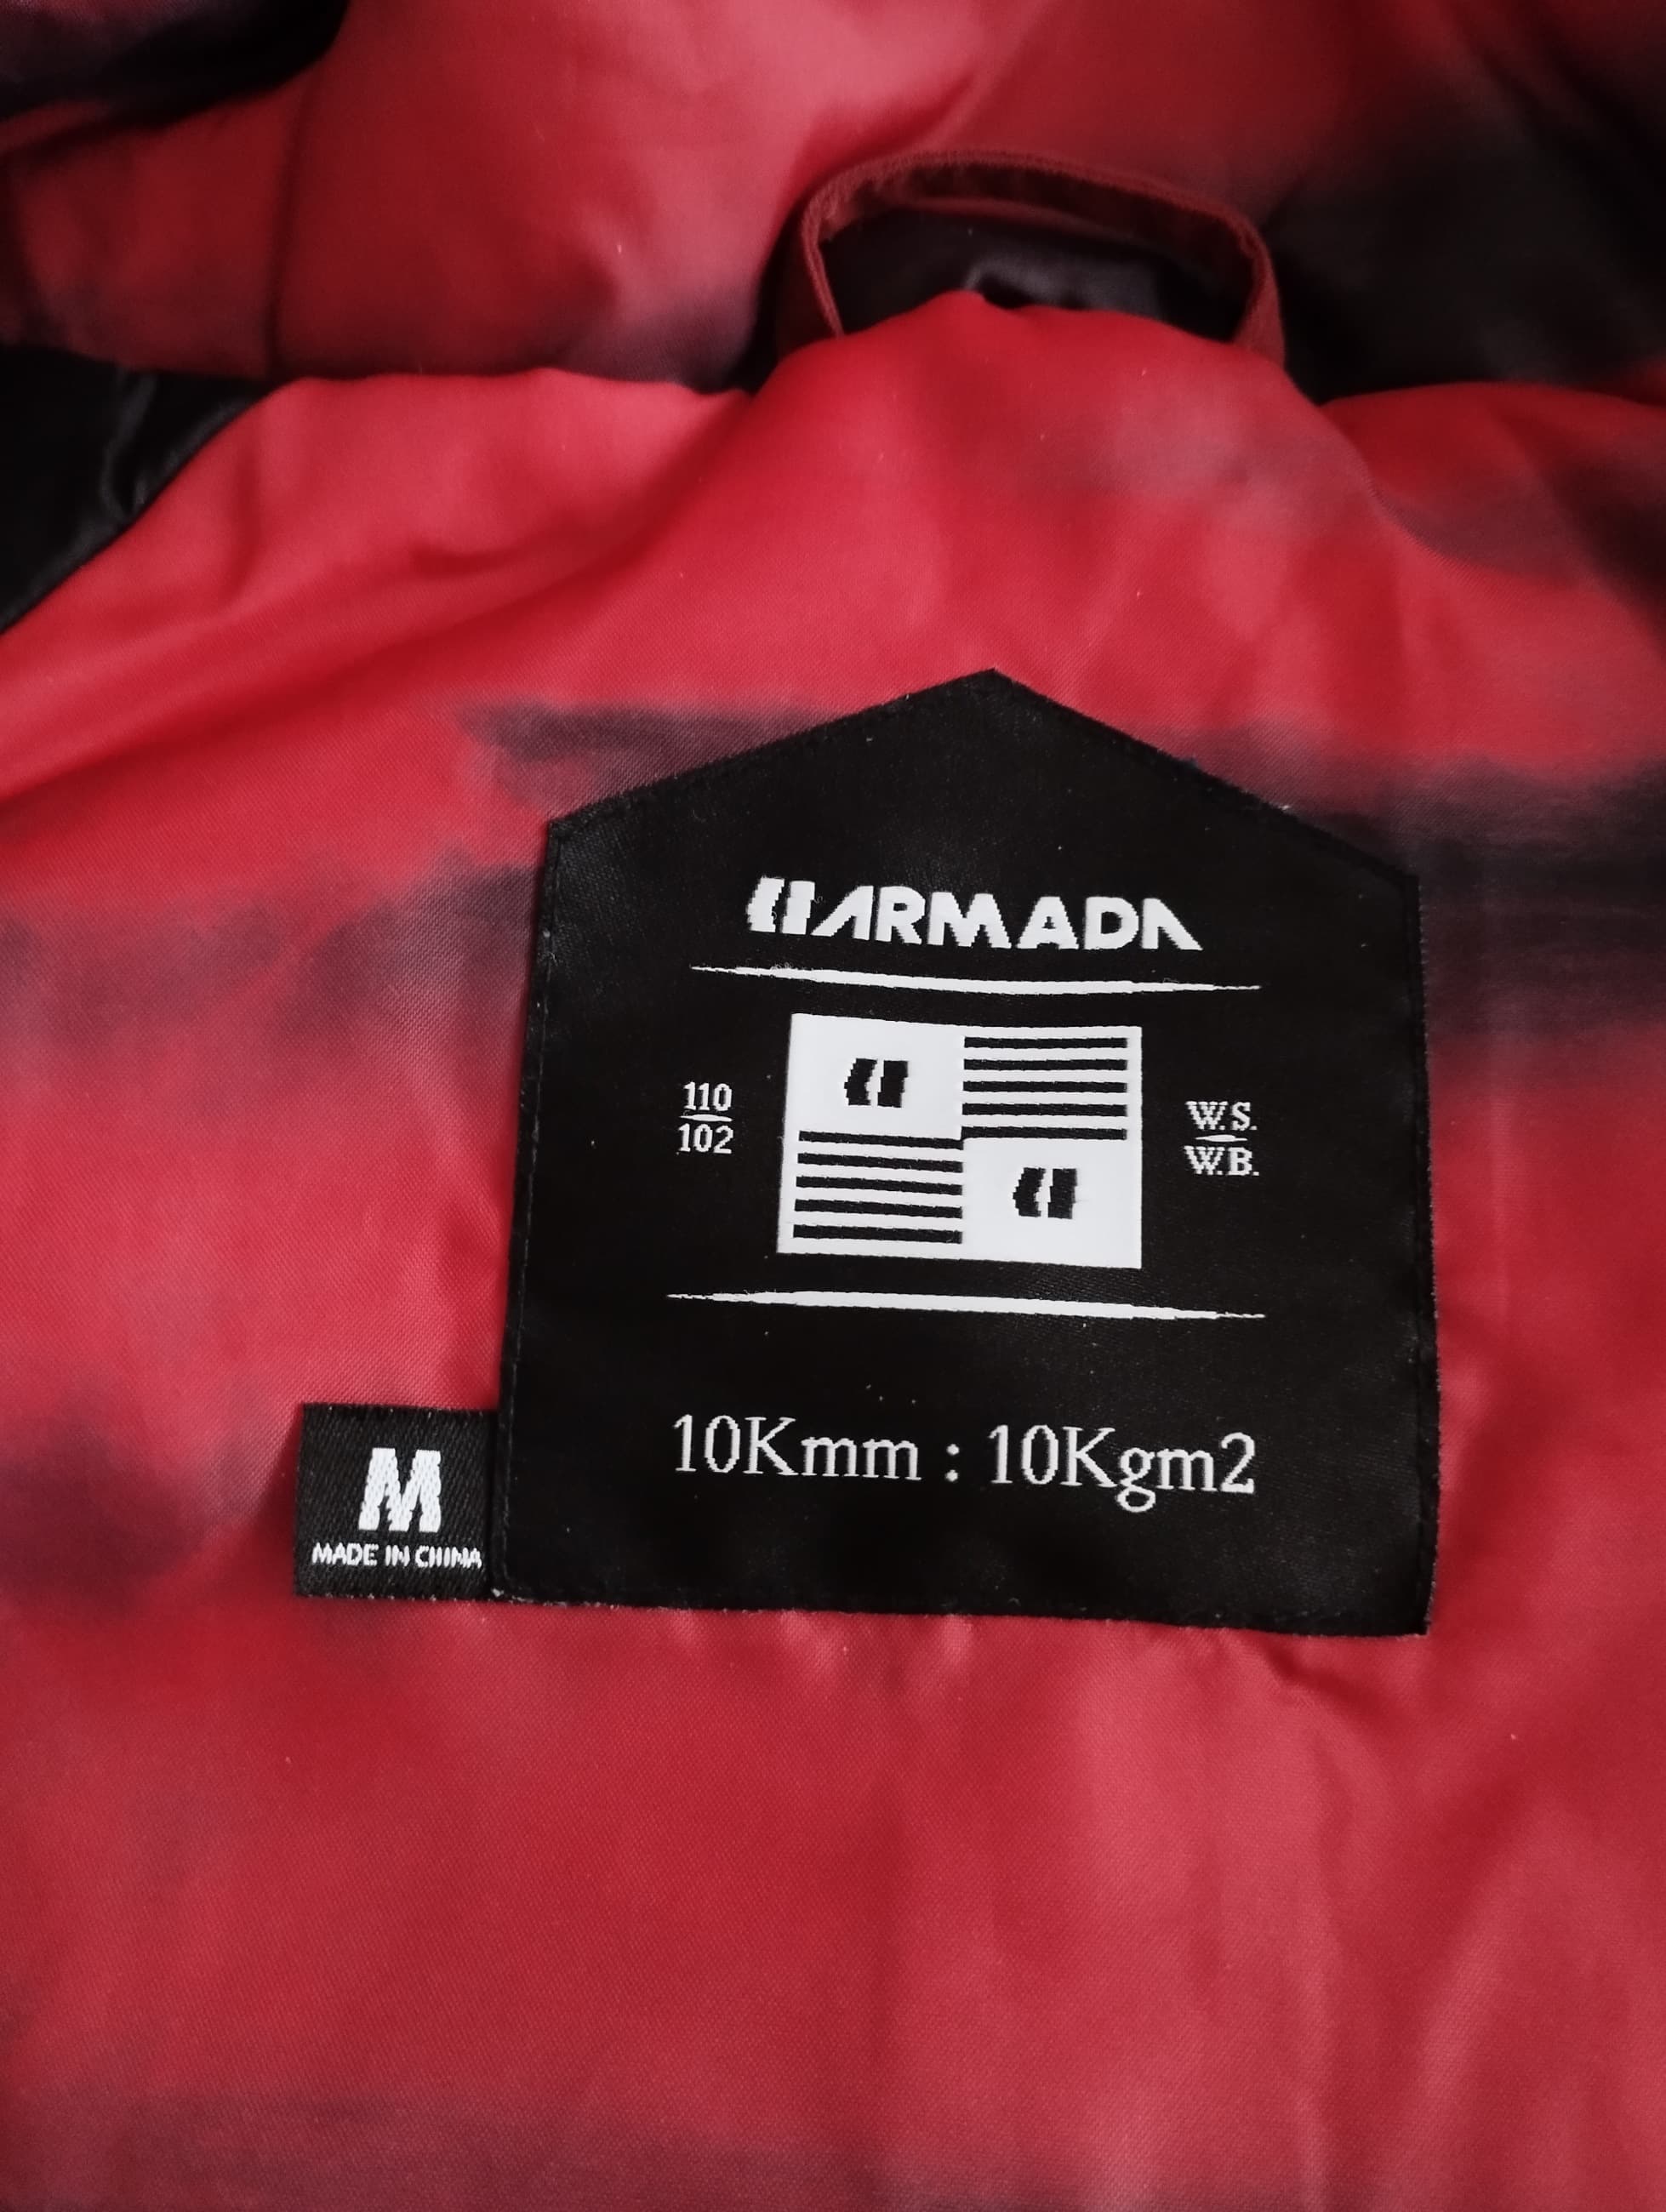 ARMADA
110
102
W.S.
W.B.
10Kmm : 10Kgm2
M
MADE IN CHINA